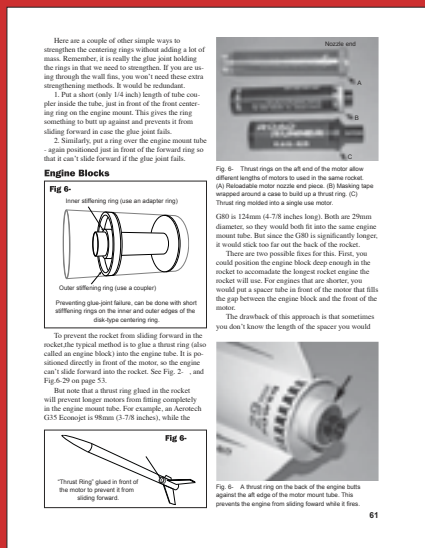 Here are a couple of other simple ways to
strengthen the centering rings without adding a lot of
mass. Remember, it is really the glue joint holding
the rings in that we need to strengthen. If you are us-
ing through the wall fins, you won't need these extra
strengthening methods. It would be redundant.
1. Put a short (only 1/4 inch) length of tube cou-
pler inside the tube, just in front of the front center-
ing ring on the engine mount. This gives the ring
something to butt up against and prevents it from
sliding forward in case the glue joint fails.
2. Similarly, put a ring over the engine mount tube
- again positioned just in front of the forward ring so
that it can't slide forward if the glue joint fails.
Engine Blocks
Fig 6-
Inner stiffening ring (use an adapter ring)
Outer stiffening ring (use a coupler)
Preventing glue-joint failure, can be done with short
stifffening rings on the inner and outer edges of the
disk-type centering ring.
To prevent the rocket from sliding forward in the
rocket,the typical method is to glue a thrust ring (also
called an engine block) into the engine tube. It is po-
sitioned directly in front of the motor, so the engine
can't slide forward into the rocket. See Fig. 2- , and
Fig.6-29 on page 53.
But note that a thrust ring glued in the rocket
will prevent longer motors from fitting completely
in the engine mount tube. For example, an Aerotech
G35 Econojet is 98mm (3-7/8 inches), while the
Fig 6-
"Thrust Ring" glued in front of
the motor to prevent it from
sliding forward.
Nozzle end
A
B
C
Fig. 6- Thrust rings on the aft end of the motor allow
different lengths of motors to used in the same rocket.
(A) Reloadable motor nozzle end piece, (B) Masking tape
wrapped around a case to build up a thrust ring. (C)
Thrust ring molded into a single use motor.
G80 is 124mm (4-7/8 inches long). Both are 29mm
diameter, so they would both fit into the same engine
mount tube. But since the G80 is significantly longer,
it would stick too far out the back of the rocket.
There are two possible fixes for this. First, you
could position the engine block deep enough in the
rocket to accomadate the longest rocket engine the
rocket will use. For engines that are shorter, you
would put a spacer tube in front of the motor that fills
the gap between the engine block and the front of the
motor.
The drawback of this approach is that sometimes
you don't know the length of the spacer you would
Fig. 6- A thrust ring on the back of the engine butts
against the aft edge of the motor mount tube. This
prevents the engine from sliding foward while it fires.
61